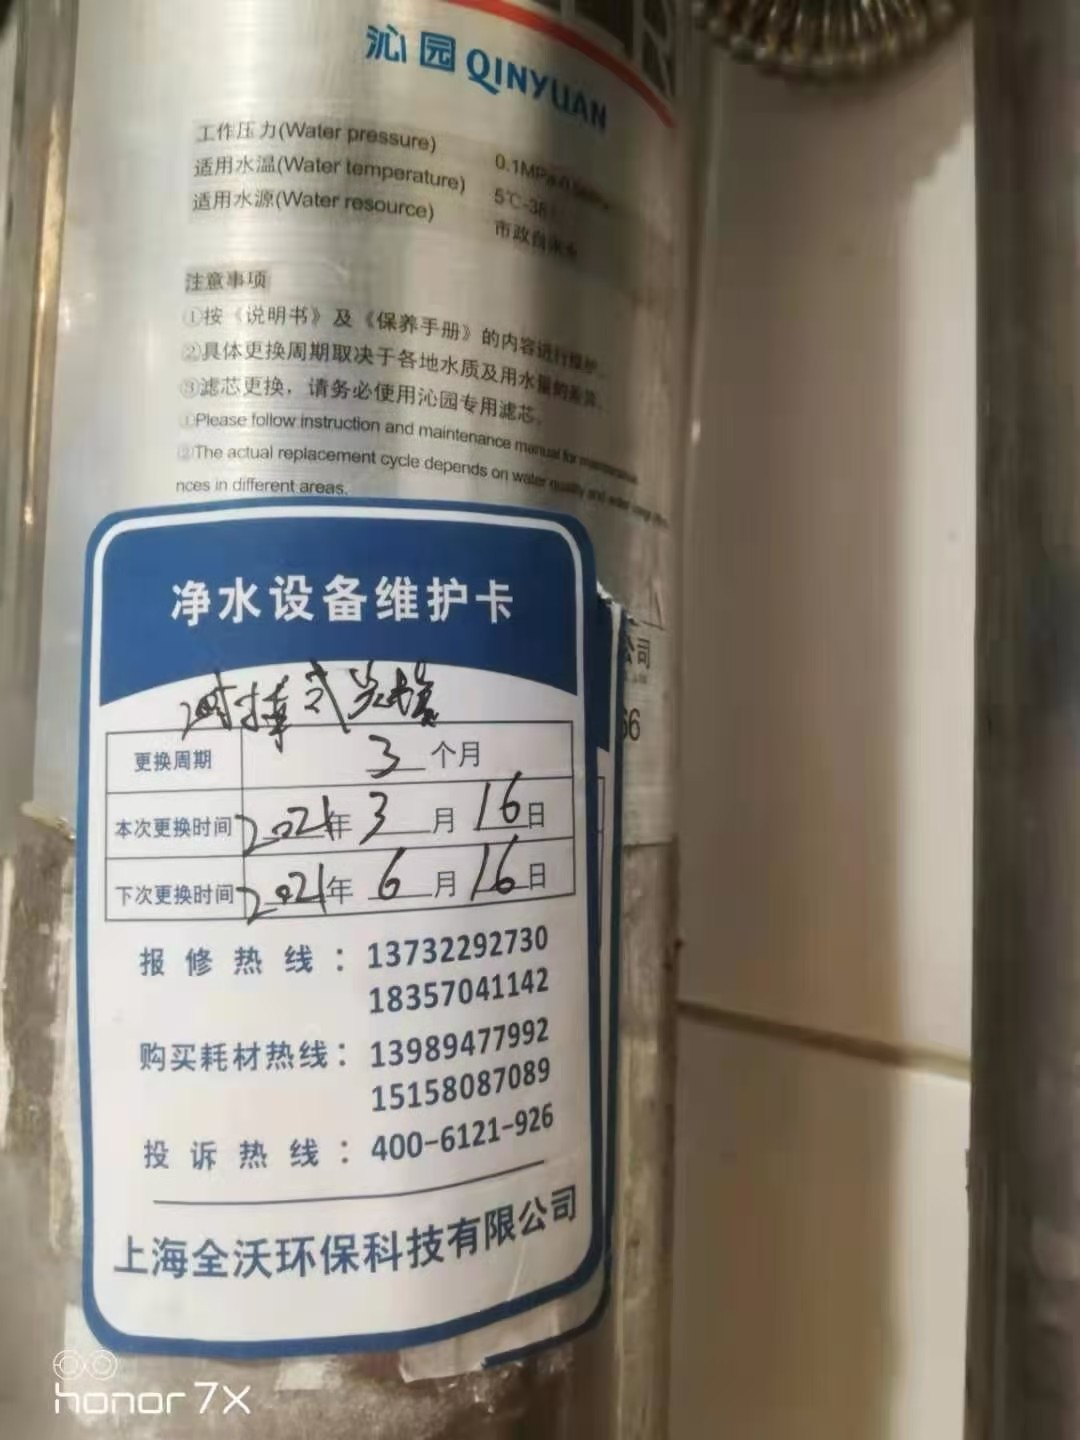 沁园 QINYUAN
工作压力(Water pressure) 0.1MPa
适用水温(Water temperature) 5℃-38
适用水源(Water resource) 市政自来水
注意事项
①按《说明书》及《保养手册》的内容进行维护。
②具体更换周期取决于各地水质及用水量的差异。
③滤芯更换，请务必使用沁园专用滤芯。
①Please follow instruction and maintenance manual for maintenance
②The actual replacement cycle depends on water quality and water usage
nces in different areas.
净水设备维护卡
更换周期 3 个月
本次更换时间 2021年 3 月 16日
下次更换时间 2021年 6 月 16日
报修热线：13732292730
18357041142
购买耗材热线：13989477992
15158087089
投诉热线：400-6121-926
上海全沃环保科技有限公司
公司
66
honor 7X